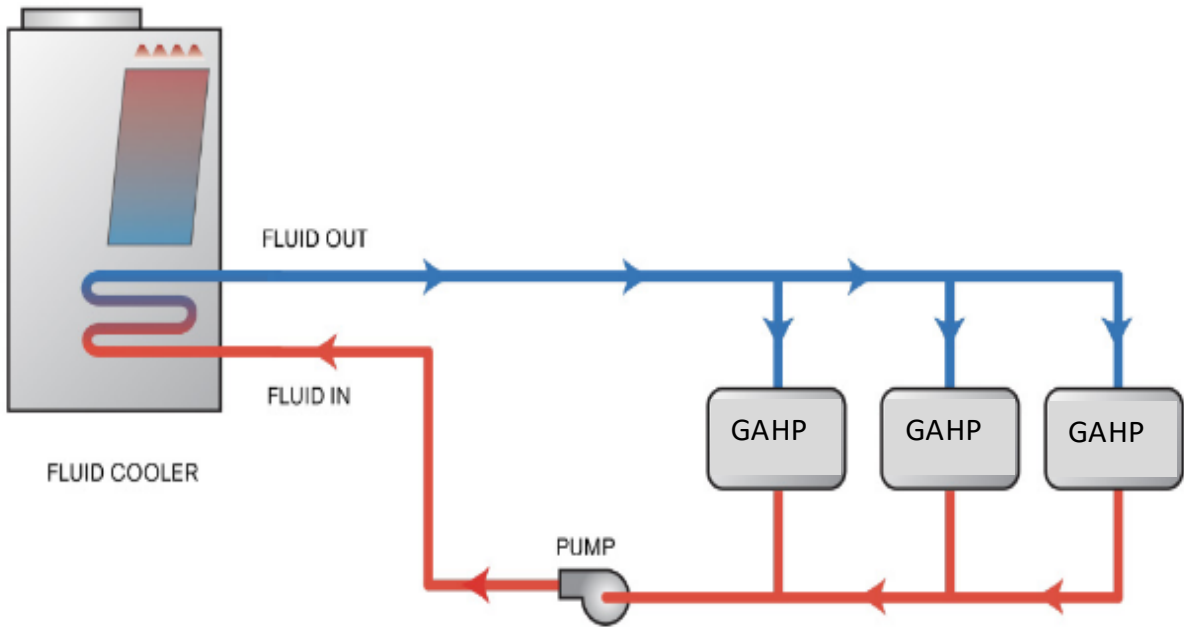 FLUID OUT
FLUID IN
FLUID COOLER
GAHP
GAHP
GAHP
PUMP